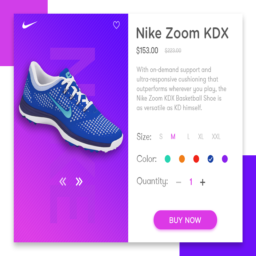 Nike Zoom KDX
$153.00
With on-demand support and
ultra-responsive cushioning that
outperforms wherever you play, the
Nike Zoom KDX Basketball Shoe is
as versatile as KD himself.
Size: S M L XL XXL
Color:
Quantity: − 1 +
BUY NOW
NIKE
« »